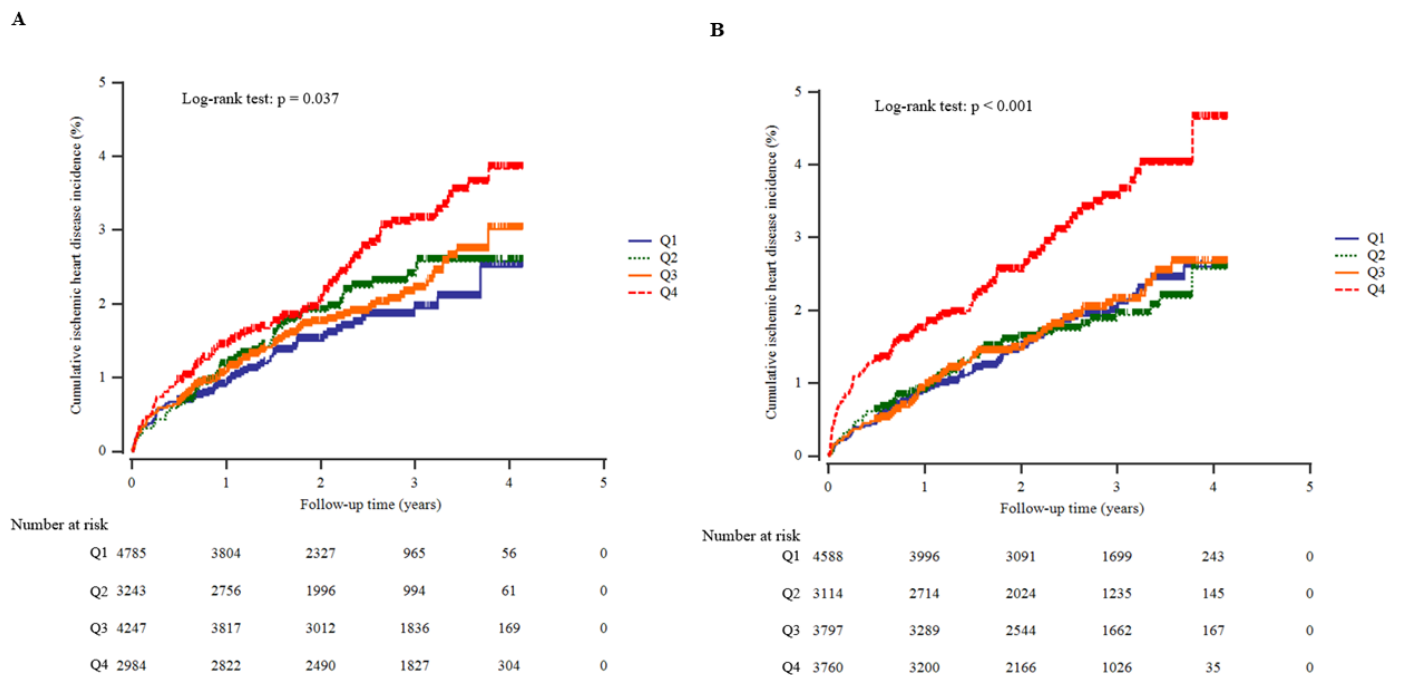 A
Log-rank test: p = 0.037
Cumulative ischemic heart disease incidence (%)
5
4
3
2
1
0
0 1 2 3 4 5
Follow-up time (years)
Q1
Q2
Q3
Q4
Number at risk
Q1 4785 3804 2327 965 56 0
Q2 3243 2756 1996 994 61 0
Q3 4247 3817 3012 1836 169 0
Q4 2984 2822 2490 1827 304 0
B
Log-rank test: p < 0.001
Cumulative ischemic heart disease incidence (%)
5
4
3
2
1
0
0 1 2 3 4 5
Follow-up time (years)
Q1
Q2
Q3
Q4
Number at risk
Q1 4588 3996 3091 1699 243 0
Q2 3114 2714 2024 1235 145 0
Q3 3797 3289 2544 1662 167 0
Q4 3760 3200 2166 1026 35 0